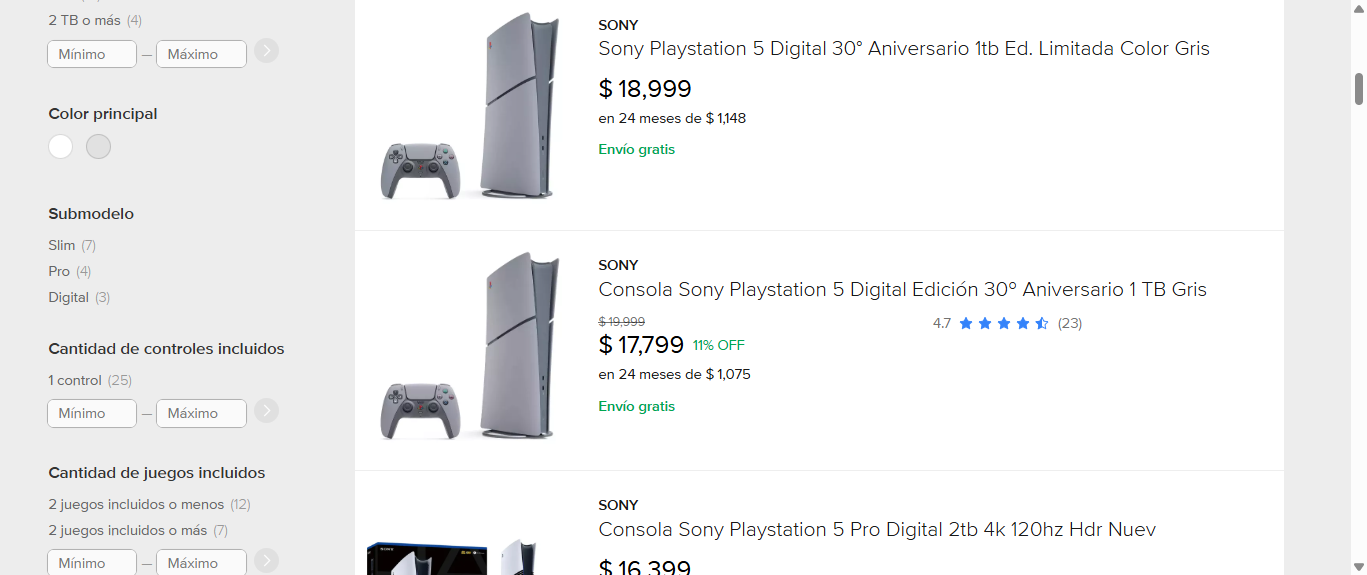 2 TB o más (4)
Mínimo — Máximo
Color principal
Submodelo
Slim (7)
Pro (4)
Digital (3)
Cantidad de controles incluidos
1 control (25)
Mínimo — Máximo
Cantidad de juegos incluidos
2 juegos incluidos o menos (12)
2 juegos incluidos o más (7)
Mínimo — Máximo
SONY
Sony Playstation 5 Digital 30° Aniversario 1tb Ed. Limitada Color Gris
$ 18,999
en 24 meses de $ 1,148
Envío gratis
SONY
Consola Sony Playstation 5 Digital Edición 30º Aniversario 1 TB Gris
$ 19,999
4.7 (23)
$ 17,799 11% OFF
en 24 meses de $ 1,075
Envío gratis
SONY
Consola Sony Playstation 5 Pro Digital 2tb 4k 120hz Hdr Nuev
$ 16,399